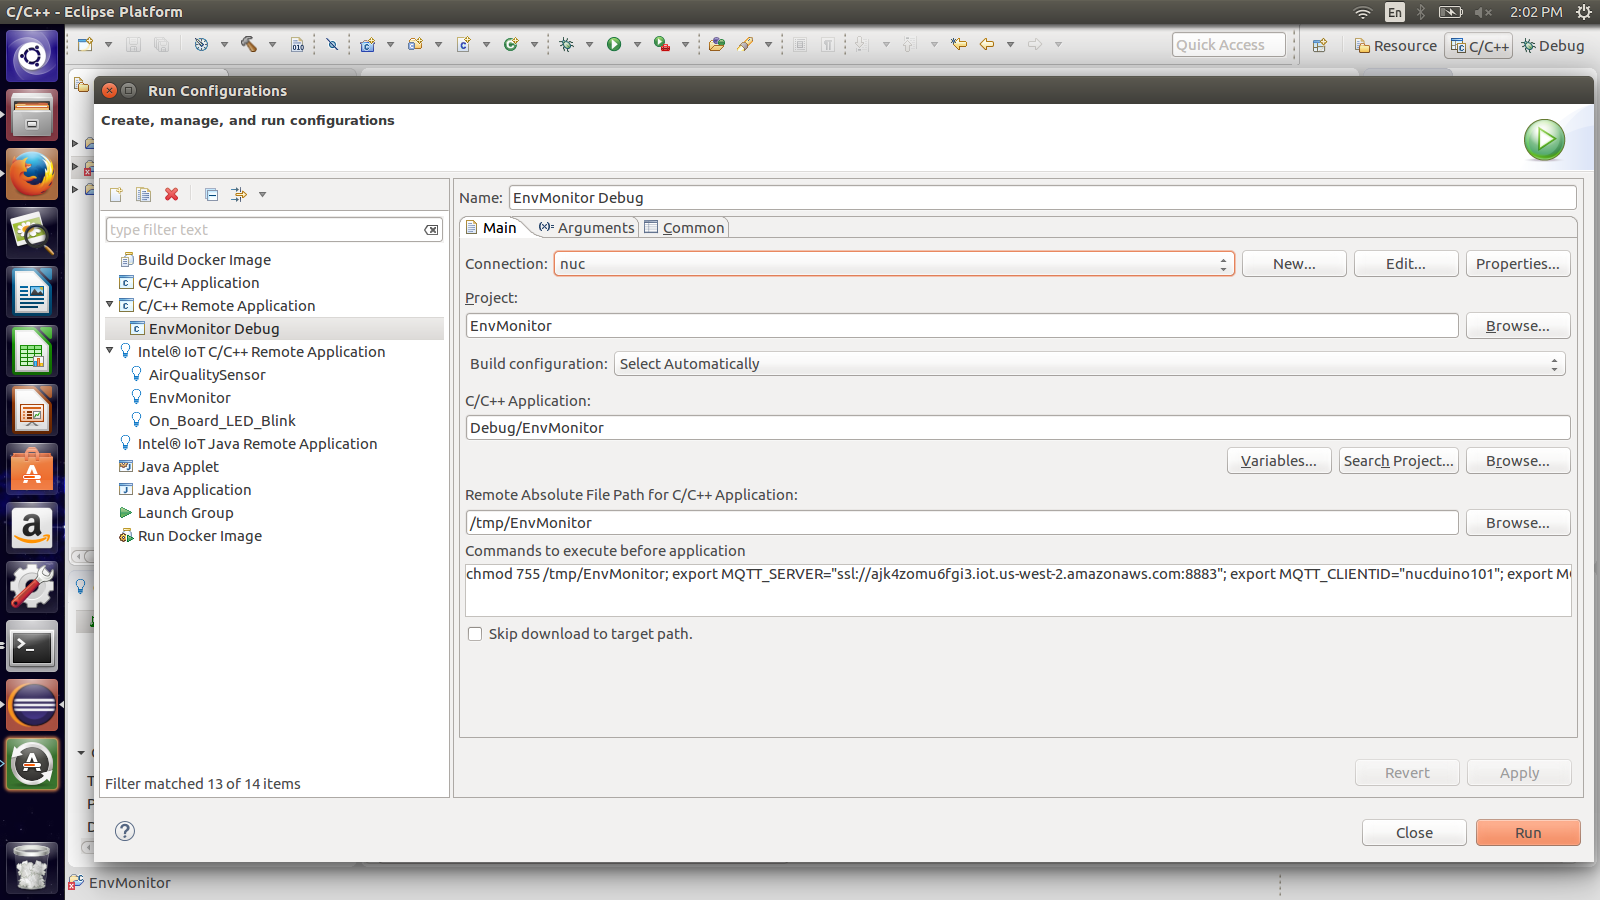 C/C++ - Eclipse Platform
En
2:02 PM
Quick Access
Resource
C/C++
Debug
Run Configurations
Create, manage, and run configurations
type filter text
Build Docker Image
C/C++ Application
C/C++ Remote Application
EnvMonitor Debug
Intel® IoT C/C++ Remote Application
AirQualitySensor
EnvMonitor
On_Board_LED_Blink
Intel® IoT Java Remote Application
Java Applet
Java Application
Launch Group
Run Docker Image
Filter matched 13 of 14 items
Name: EnvMonitor Debug
Main
Arguments
Common
Connection: nuc
New...
Edit...
Properties...
Project:
EnvMonitor
Browse...
Build configuration: Select Automatically
C/C++ Application:
Debug/EnvMonitor
Variables...
Search Project...
Browse...
Remote Absolute File Path for C/C++ Application:
/tmp/EnvMonitor
Browse...
Commands to execute before application
chmod 755 /tmp/EnvMonitor; export MQTT_SERVER="ssl://ajk4zomu6fgi3.iot.us-west-2.amazonaws.com:8883"; export MQTT_CLIENTID="nucduino101"; export
Skip download to target path.
Revert
Apply
Close
Run
EnvMonitor